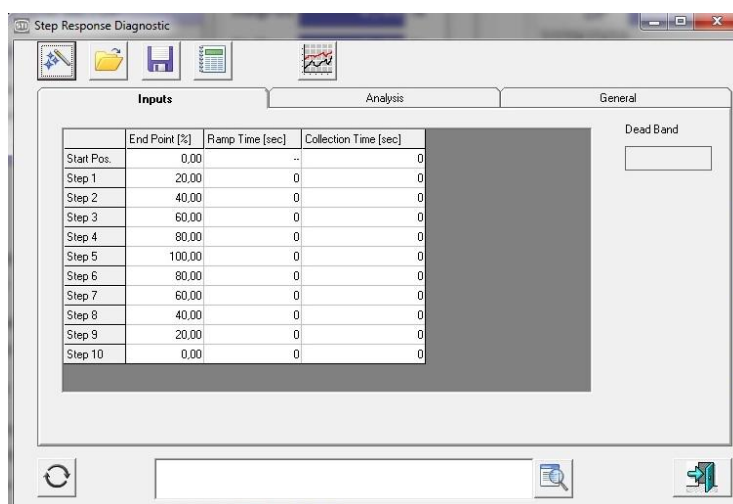 Step Response Diagnostic
Inputs Analysis General
End Point [%] Ramp Time [sec] Collection Time [sec]
Start Pos. 0,00 -- 0
Step 1 20,00 0 0
Step 2 40,00 0 0
Step 3 60,00 0 0
Step 4 80,00 0 0
Step 5 100,00 0 0
Step 6 80,00 0 0
Step 7 60,00 0 0
Step 8 40,00 0 0
Step 9 20,00 0 0
Step 10 0,00 0 0
Dead Band